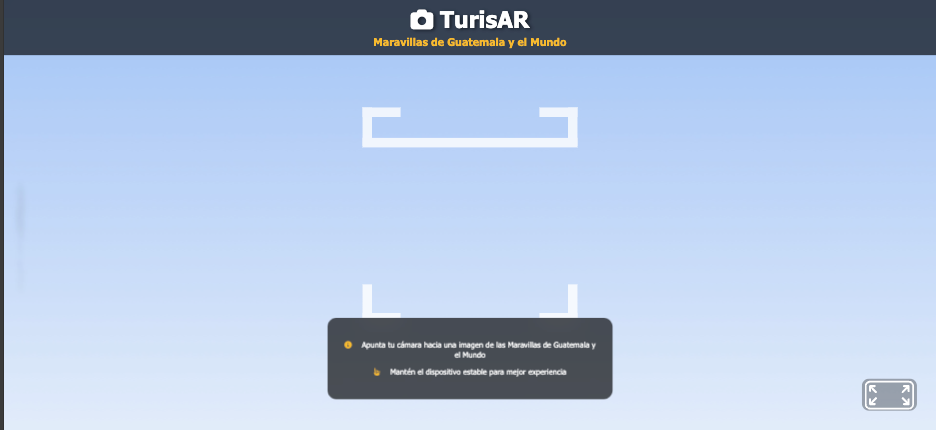 TurisAR
Maravillas de Guatemala y el Mundo
Apunta tu cámara hacia una imagen de las Maravillas de Guatemala y
el Mundo
Mantén el dispositivo estable para mejor experiencia